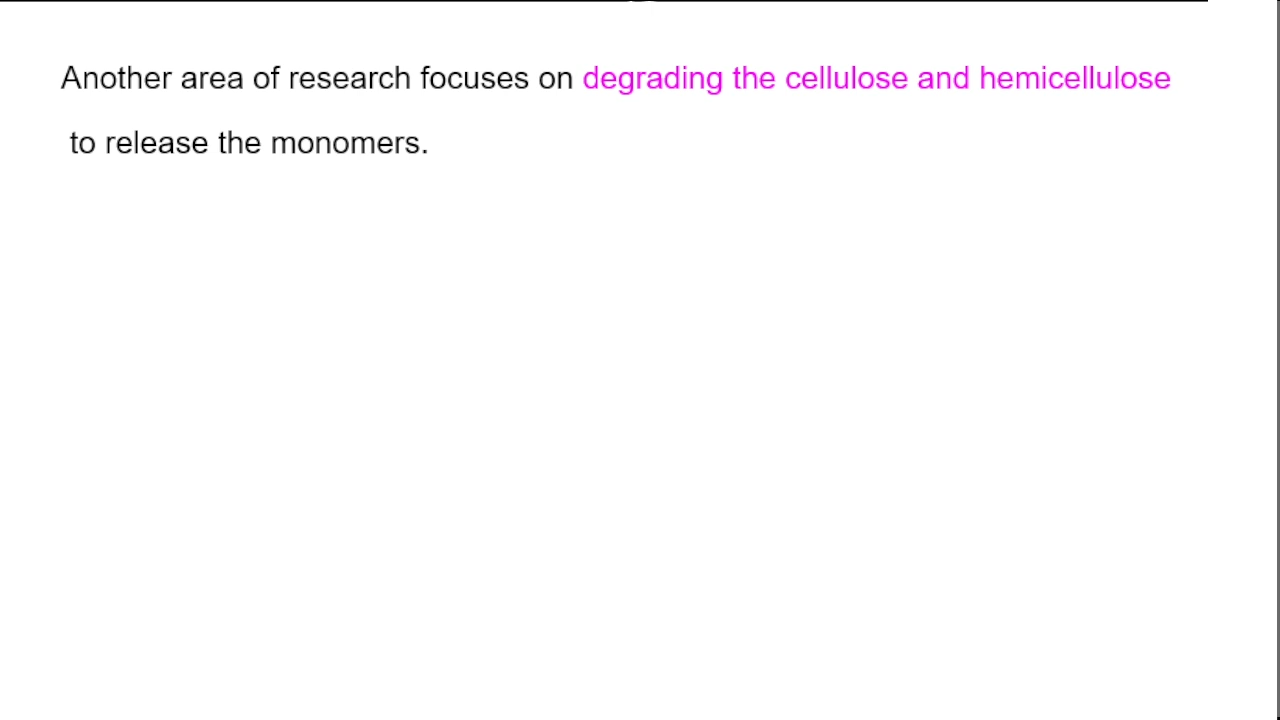 Another area of research focuses on degrading the cellulose and hemicellulose
to release the monomers.